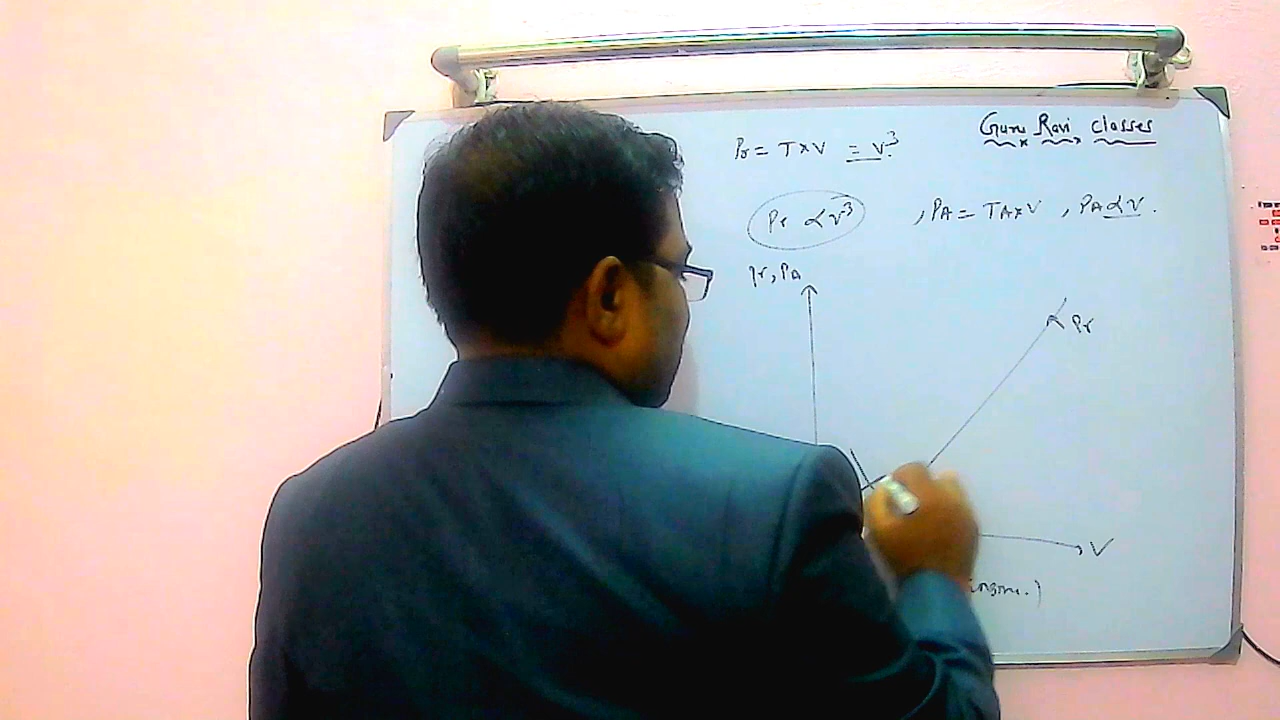 Guru Ravi classes
Pr = T×V = V³.
Pr ∝ V³ , PA = TA×V , PA ∝ V.
Pr, PA
Pr
V